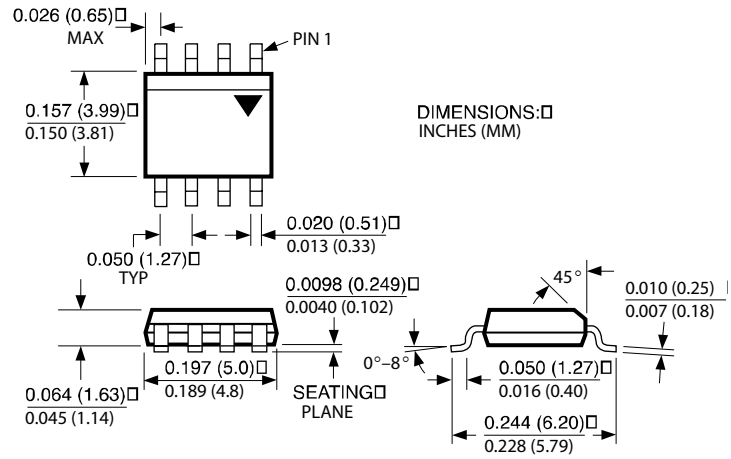 0.026 (0.65)□
MAX
PIN 1
0.157 (3.99)□
0.150 (3.81)
DIMENSIONS:□
INCHES (MM)
0.020 (0.51)□
0.013 (0.33)
0.050 (1.27)□
TYP
0.0098 (0.249)□
0.0040 (0.102)
45°
0.010 (0.25)
0.007 (0.18)
0°–8°
0.197 (5.0)□
0.189 (4.8)
0.050 (1.27)□
0.016 (0.40)
SEATING□
PLANE
0.064 (1.63)□
0.045 (1.14)
0.244 (6.20)□
0.228 (5.79)